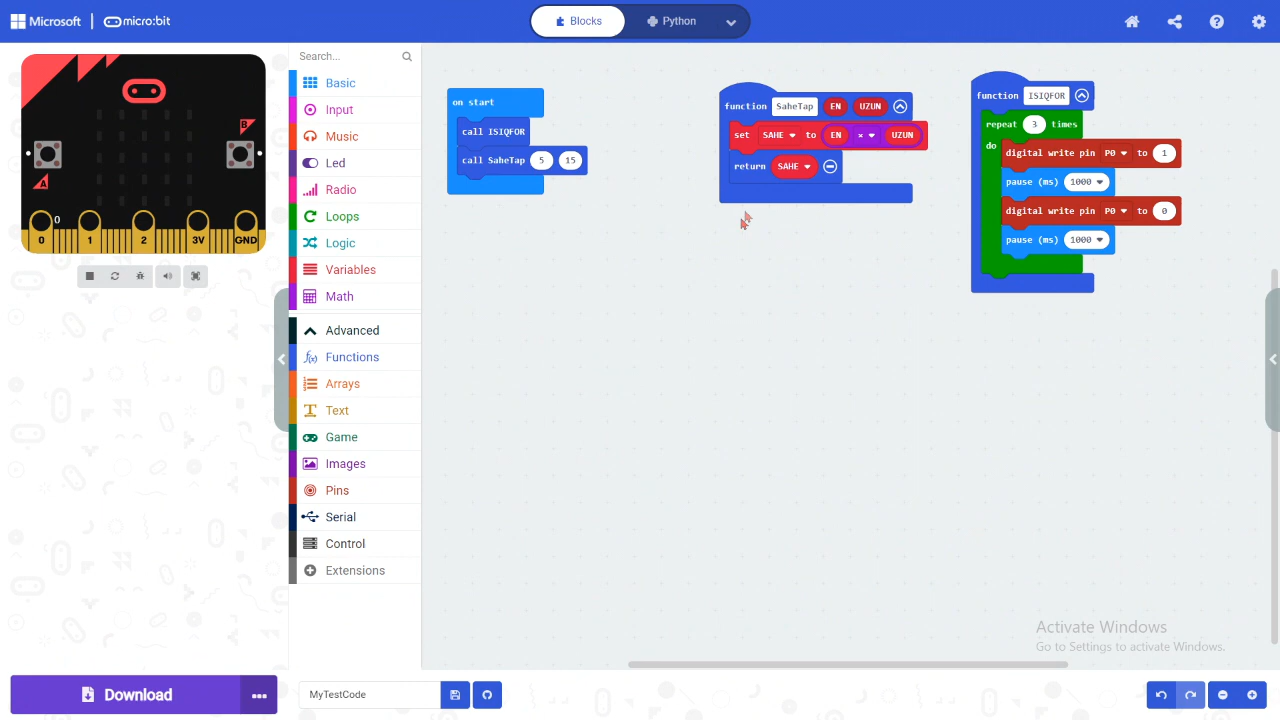 Microsoft micro:bit
Blocks
Python
A
B
0
0 1 2 3V GND
Search...
Basic
Input
Music
Led
Radio
Loops
Logic
Variables
Math
Advanced
Functions
Arrays
Text
Game
Images
Pins
Serial
Control
Extensions
on start
call ISIQFOR
call SaheTap 5 15
function SaheTap EN UZUN
set SAHE to EN × UZUN
return SAHE
function ISIQFOR
repeat 3 times
do
digital write pin P0 to 1
pause (ms) 1000
digital write pin P0 to 0
pause (ms) 1000
Activate Windows
Go to Settings to activate Windows.
Download
MyTestCode